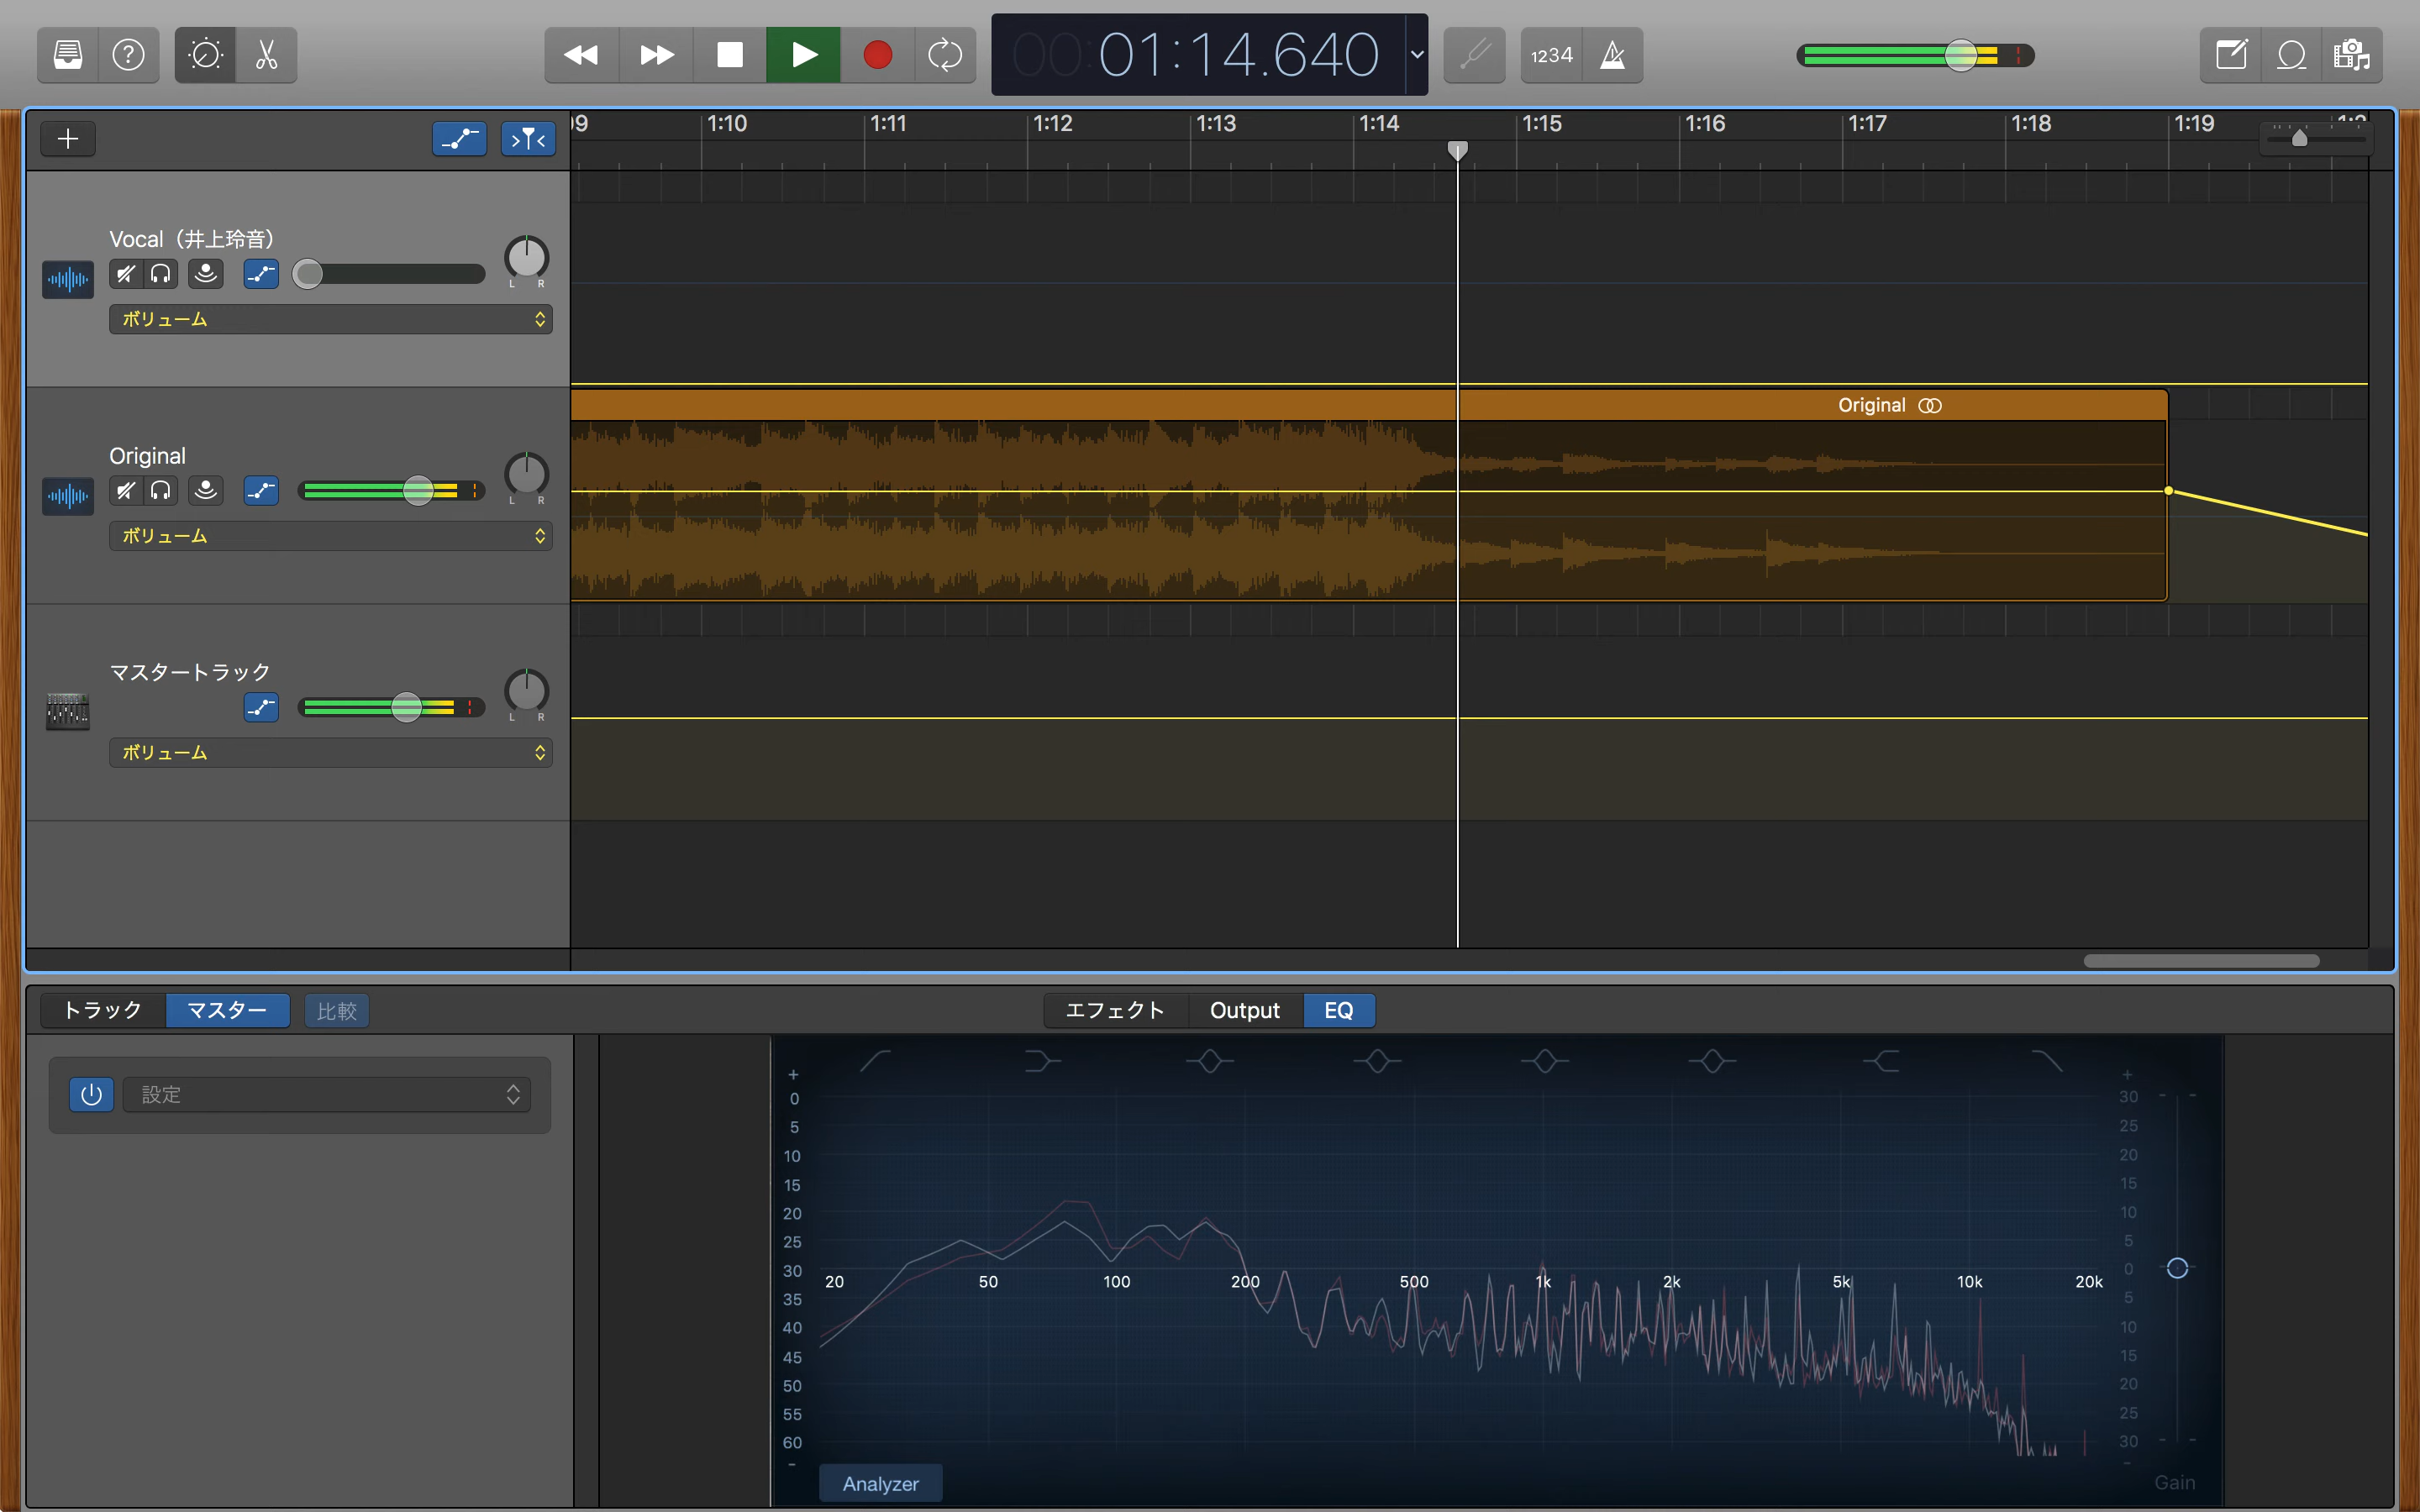 00:01:14.640
1234
1:10 1:11 1:12 1:13 1:14 1:15 1:16 1:17 1:18 1:19
Vocal（井上玲音）
L R
ボリューム
Original
Original
L R
ボリューム
マスタートラック
L R
ボリューム
トラック マスター 比較
エフェクト Output EQ
設定
+ +
0 30
5 25
10 20
15 15
20 10
25 5
30 0
20 50 100 200 500 1k 2k 5k 10k 20k
35 5
40 10
45 15
50 20
55 25
60 30
- -
Analyzer
Gain